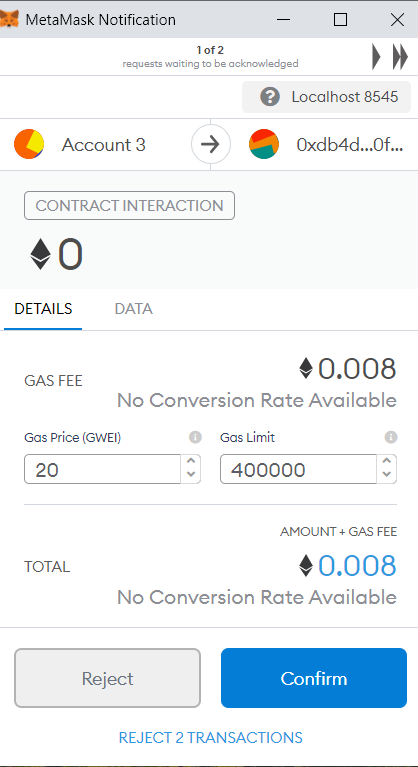 MetaMask Notification
1 of 2
requests waiting to be acknowledged
Localhost 8545
Account 3
0xdb4d...0f...
CONTRACT INTERACTION
0
DETAILS
DATA
GAS FEE
0.008
No Conversion Rate Available
Gas Price (GWEI)
Gas Limit
20
400000
AMOUNT + GAS FEE
TOTAL
0.008
No Conversion Rate Available
Reject
Confirm
REJECT 2 TRANSACTIONS